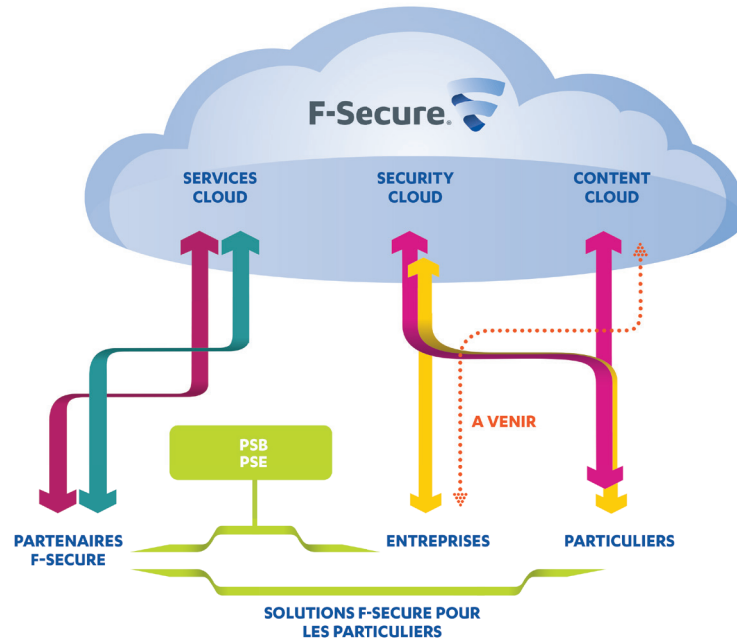 F-Secure.
SERVICES
CLOUD
SECURITY
CLOUD
CONTENT
CLOUD
A VENIR
PSB
PSE
PARTENAIRES
F-SECURE
ENTREPRISES
PARTICULIERS
SOLUTIONS F-SECURE POUR
LES PARTICULIERS